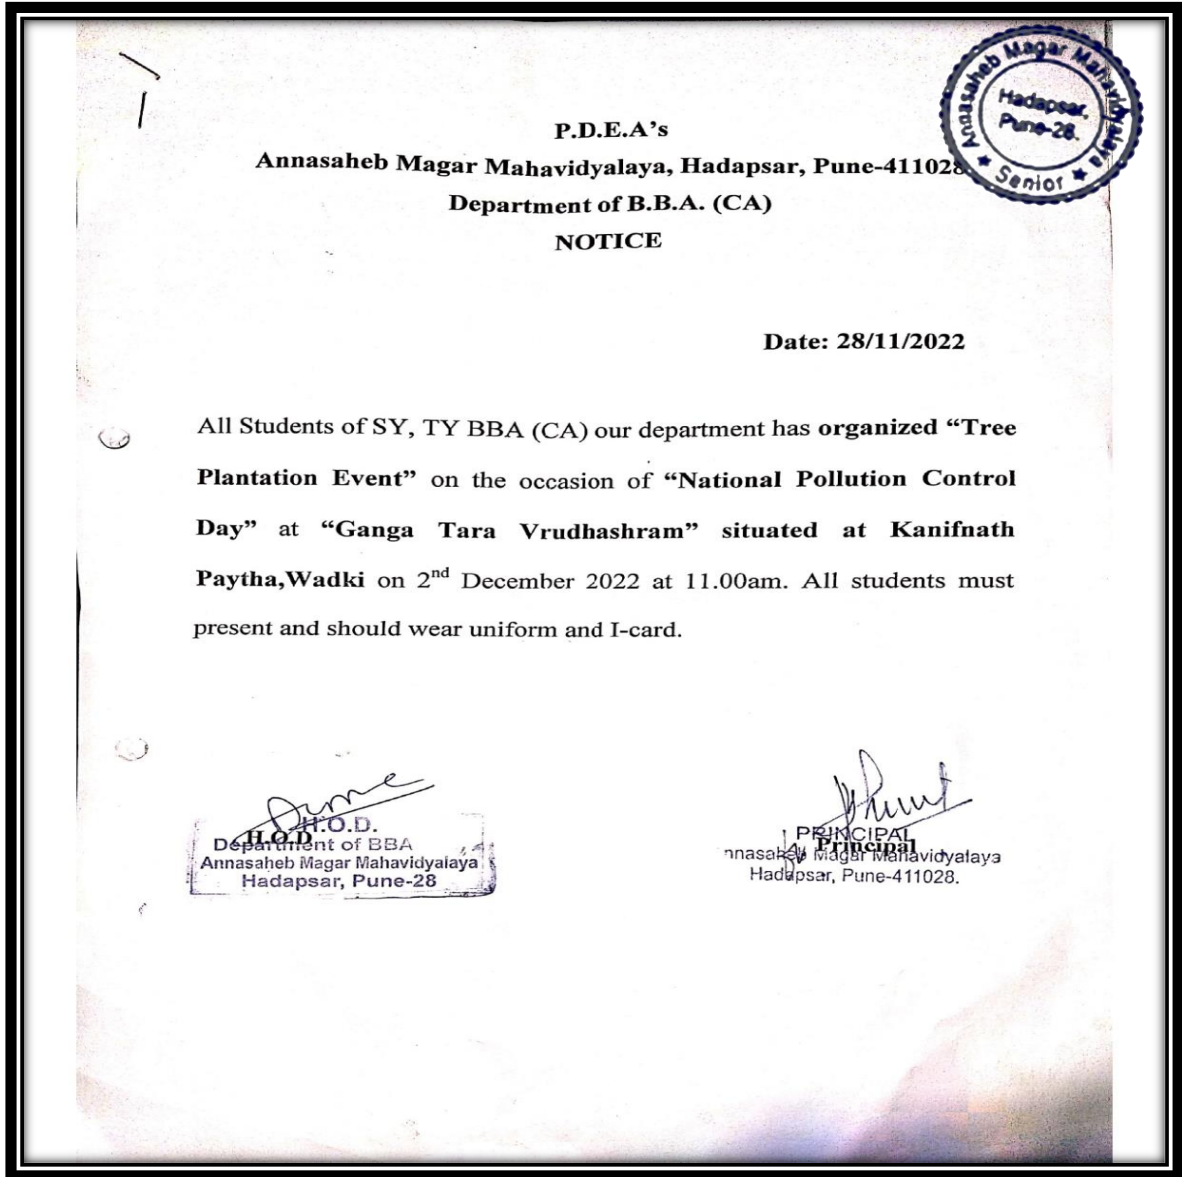 Annasaheb Magar Mahavidyalaya
Hadapsar,
Pune-28.
★ Senior ★
P.D.E.A's
Annasaheb Magar Mahavidyalaya, Hadapsar, Pune-411028
Department of B.B.A. (CA)
NOTICE
Date: 28/11/2022
All Students of SY, TY BBA (CA) our department has organized “Tree
Plantation Event” on the occasion of “National Pollution Control
Day” at “Ganga Tara Vrudhashram” situated at Kanifnath
Paytha,Wadki on 2nd December 2022 at 11.00am. All students must
present and should wear uniform and I-card.
H.O.D.
H.O.D
Department of BBA
Annasaheb Magar Mahavidyalaya
Hadapsar, Pune-28
PRINCIPAL
Principal
nnasaheb Magar Mahavidyalaya
Hadapsar, Pune-411028.